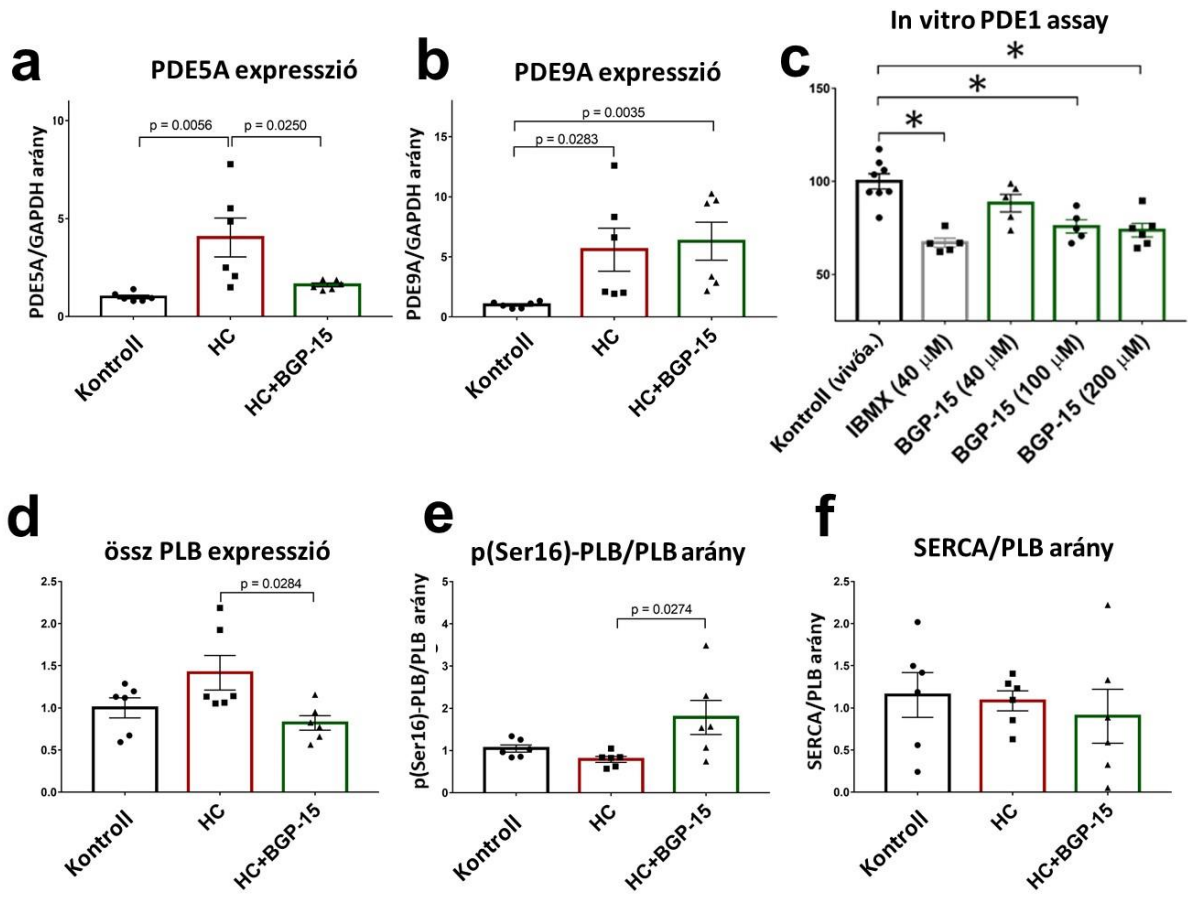 a
PDE5A expresszió
PDE5A/GAPDH arány
10
5
0
p = 0.0056
p = 0.0250
Kontroll
HC
HC+BGP-15
b
PDE9A expresszió
PDE9A/GAPDH arány
15
10
5
0
p = 0.0035
p = 0.0283
Kontroll
HC
HC+BGP-15
c
In vitro PDE1 assay
150
100
50
*
*
*
Kontroll (vivőa.)
IBMX (40 μM)
BGP-15 (40 μM)
BGP-15 (100 μM)
BGP-15 (200 μM)
d
össz PLB expresszió
2.5
2.0
1.5
1.0
0.5
0.0
p = 0.0284
Kontroll
HC
HC+BGP-15
e
p(Ser16)-PLB/PLB arány
p(Ser16)-PLB/PLB arány
5
4
3
2
1
0
p = 0.0274
Kontroll
HC
HC+BGP-15
f
SERCA/PLB arány
SERCA/PLB arány
2.5
2.0
1.5
1.0
0.5
0.0
Kontroll
HC
HC+BGP-15